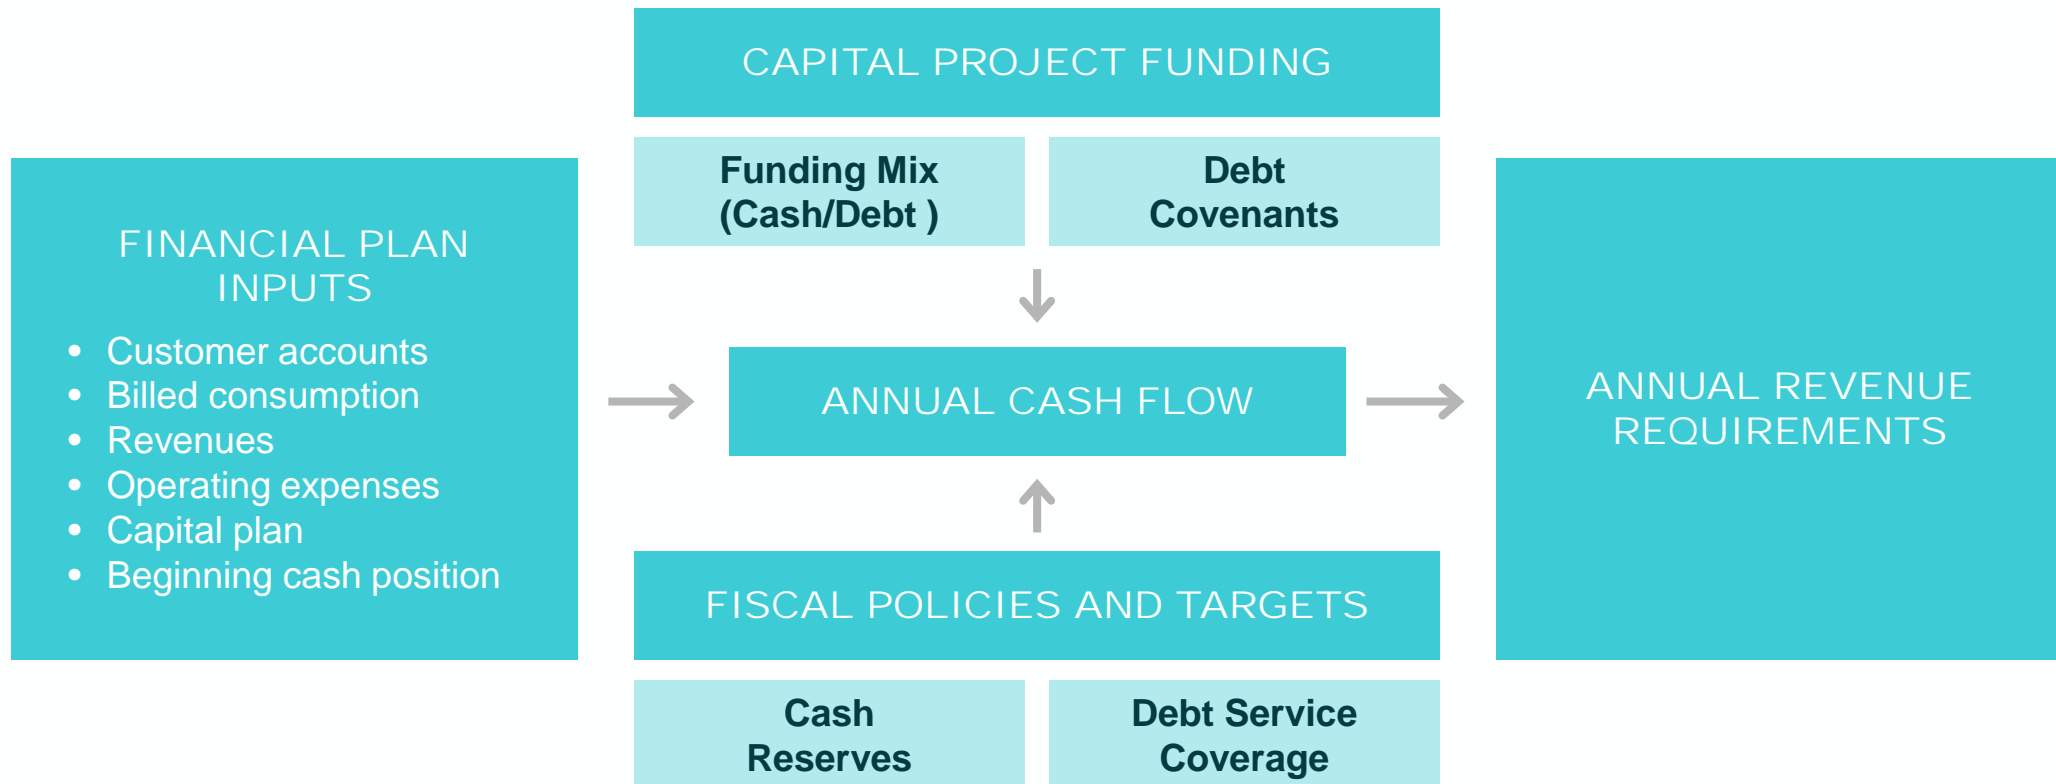 CAPITAL PROJECT FUNDING
Funding Mix
(Cash/Debt )
Debt
Covenants
FINANCIAL PLAN
INPUTS
• Customer accounts
• Billed consumption
• Revenues
• Operating expenses
• Capital plan
• Beginning cash position
ANNUAL CASH FLOW
ANNUAL REVENUE
REQUIREMENTS
FISCAL POLICIES AND TARGETS
Cash
Reserves
Debt Service
Coverage